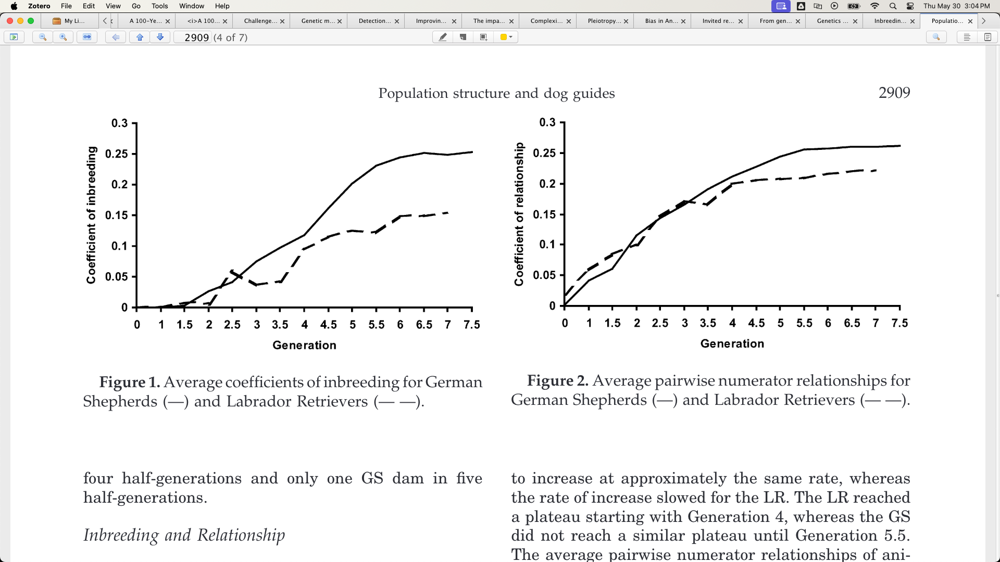 Zotero File Edit View Go Tools Window Help Thu May 30 3:04 PM
My Li... A 100-Ye... <i>A 100... Challenge... Genetic m... Detection... Improvin... The impa... Complexi... Pleiotropy... Bias in An... Invited re... From gen... Genetics ... Inbreedin... Populatio...
2909 (4 of 7)
Population structure and dog guides 2909
Coefficient of inbreeding
0.3
0.25
0.2
0.15
0.1
0.05
0
0 1 1.5 2 2.5 3 3.5 4 4.5 5 5.5 6 6.5 7 7.5
Generation
Figure 1. Average coefficients of inbreeding for German
Shepherds (—) and Labrador Retrievers (— —).
four half-generations and only one GS dam in five
half-generations.
Inbreeding and Relationship
Coefficient of relationship
0.3
0.25
0.2
0.15
0.1
0.05
0
0 1 1.5 2 2.5 3 3.5 4 4.5 5 5.5 6 6.5 7 7.5
Generation
Figure 2. Average pairwise numerator relationships for
German Shepherds (—) and Labrador Retrievers (— —).
to increase at approximately the same rate, whereas
the rate of increase slowed for the LR. The LR reached
a plateau starting with Generation 4, whereas the GS
did not reach a similar plateau until Generation 5.5.
The average pairwise numerator relationships of ani-